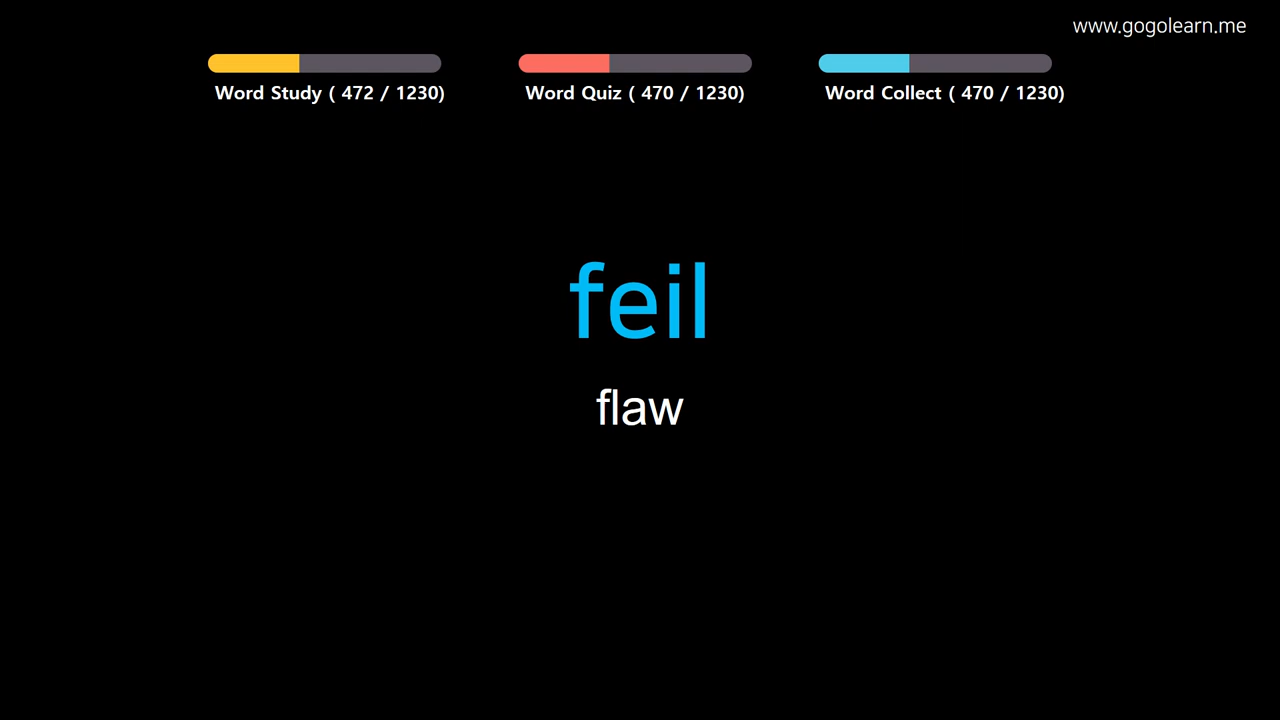 www.gogolearn.me
Word Study ( 472 / 1230)
Word Quiz ( 470 / 1230)
Word Collect ( 470 / 1230)
feil
flaw